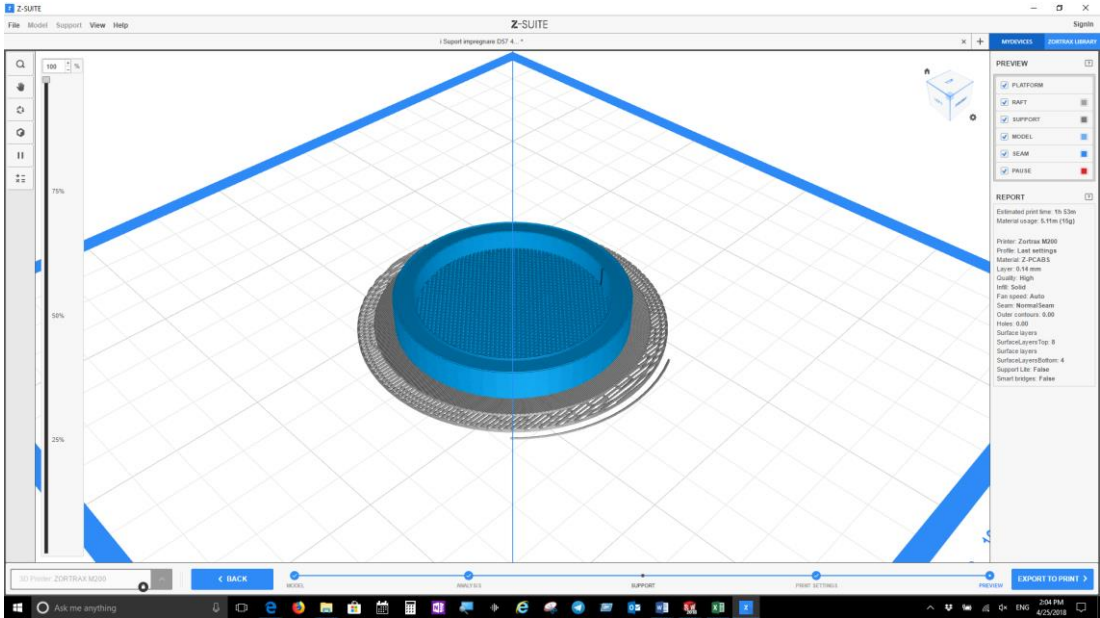 Z-SUITE
File Model Support View Help
Z-SUITE
SignIn
i Suport impregnare D57 4... *
MYDEVICES
ZORTRAX LIBRARY
100 %
75%
50%
25%
PREVIEW
PLATFORM
RAFT
SUPPORT
MODEL
SEAM
PAUSE
REPORT
Estimated print time: 1h 53m
Material usage: 6.11m (15g)
Printer: Zortrax M200
Profile: Last settings
Material: Z-PCABS
Layer: 0.14 mm
Quality: High
Infill: Solid
Fan speed: Auto
Seam: NormalSeam
Outer contours: 0.00
Holes: 0.00
Surface layers
SurfaceLayersTop: 8
Surface layers
SurfaceLayersBottom: 4
Support Lite: False
Smart bridges: False
3D Printer: ZORTRAX M200
< BACK
MODEL
ANALYSIS
SUPPORT
PRINT SETTINGS
PREVIEW
EXPORT TO PRINT >
Ask me anything
ENG
2:04 PM
4/25/2018